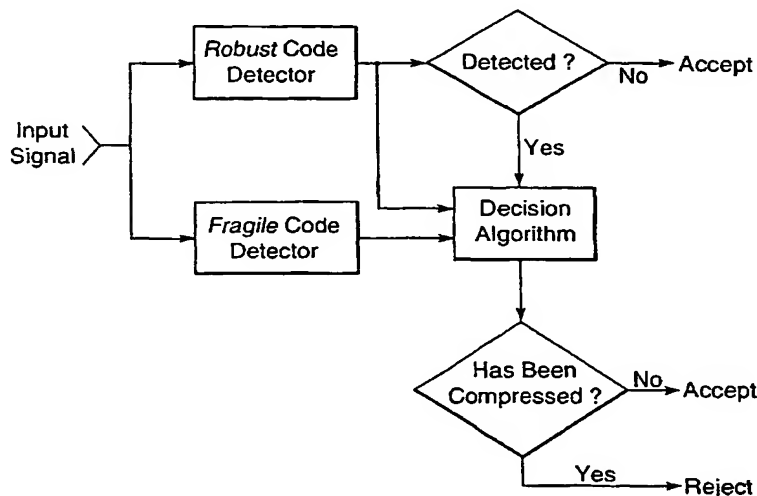 Robust Code
Detector
Detected ?
No
Accept
Input
Signal
Yes
Fragile Code
Detector
Decision
Algorithm
Has Been
Compressed ?
No
Accept
Yes
Reject